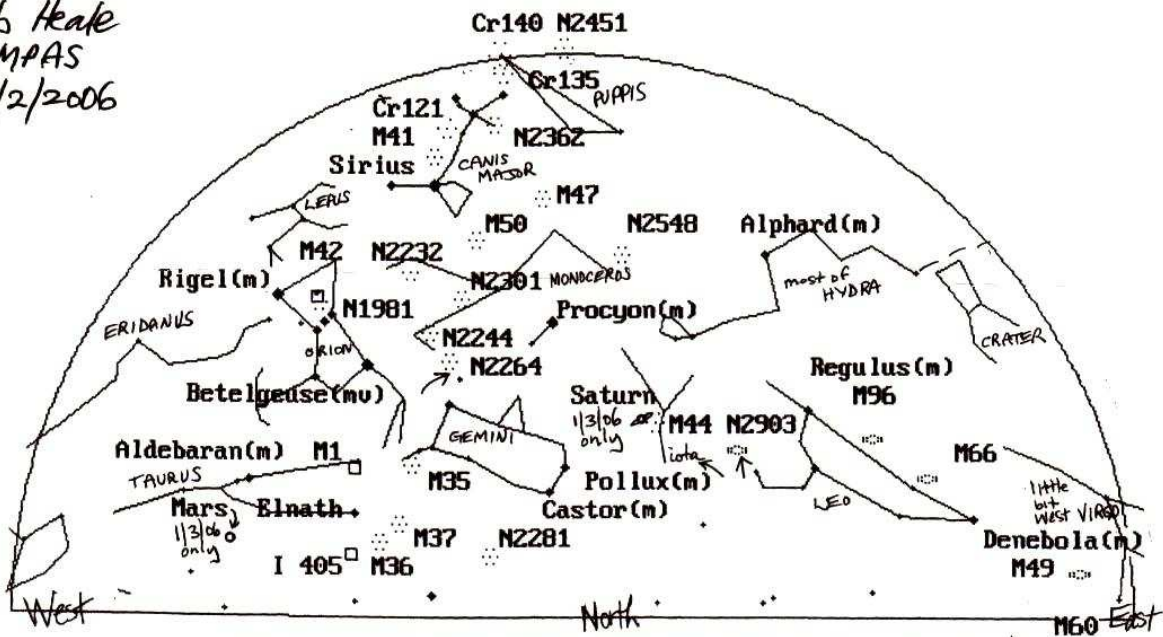 Heale
MPAS
/2/2006
Cr140 N2451
Cr135
PUPPIS
Cr121
M41
N2362
Sirius
CANIS
MAJOR
M47
LEPUS
M50
N2548
Alphard(m)
M42
N2232
Rigel(m)
N2301
MONOCEROS
most of
HYDRA
N1981
Procyon(m)
ERIDANUS
ORION
N2244
CRATER
N2264
Regulus(m)
Betelgeuse(mv)
Saturn
1/3/06
only
M96
M44 N2903
GEMINI
iota
Aldebaran(m)
M1
M66
TAURUS
M35
Pollux(m)
LEO
little
bit
West VIRGO
Mars
1/3/06
only
Elnath
Castor(m)
M37
N2281
Denebola(m)
I 405
M36
M49
West
North
M60
East